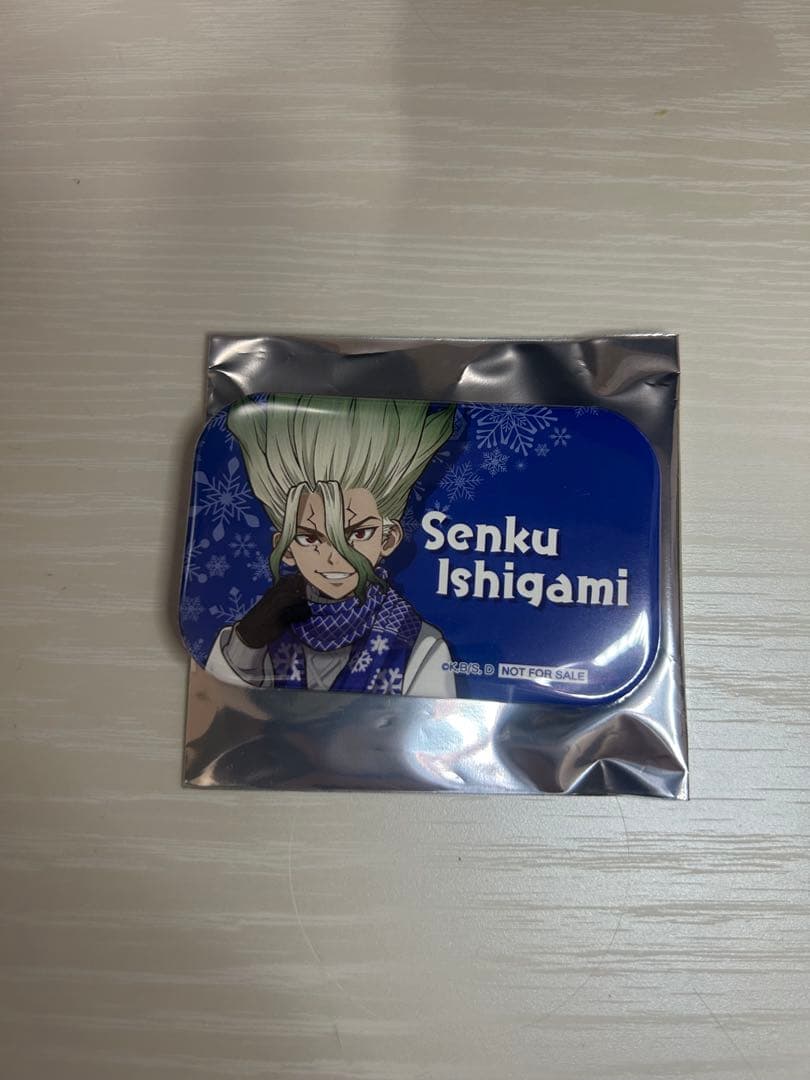 Senku
Ishigami
©K.B/S, D NOT FOR SALE